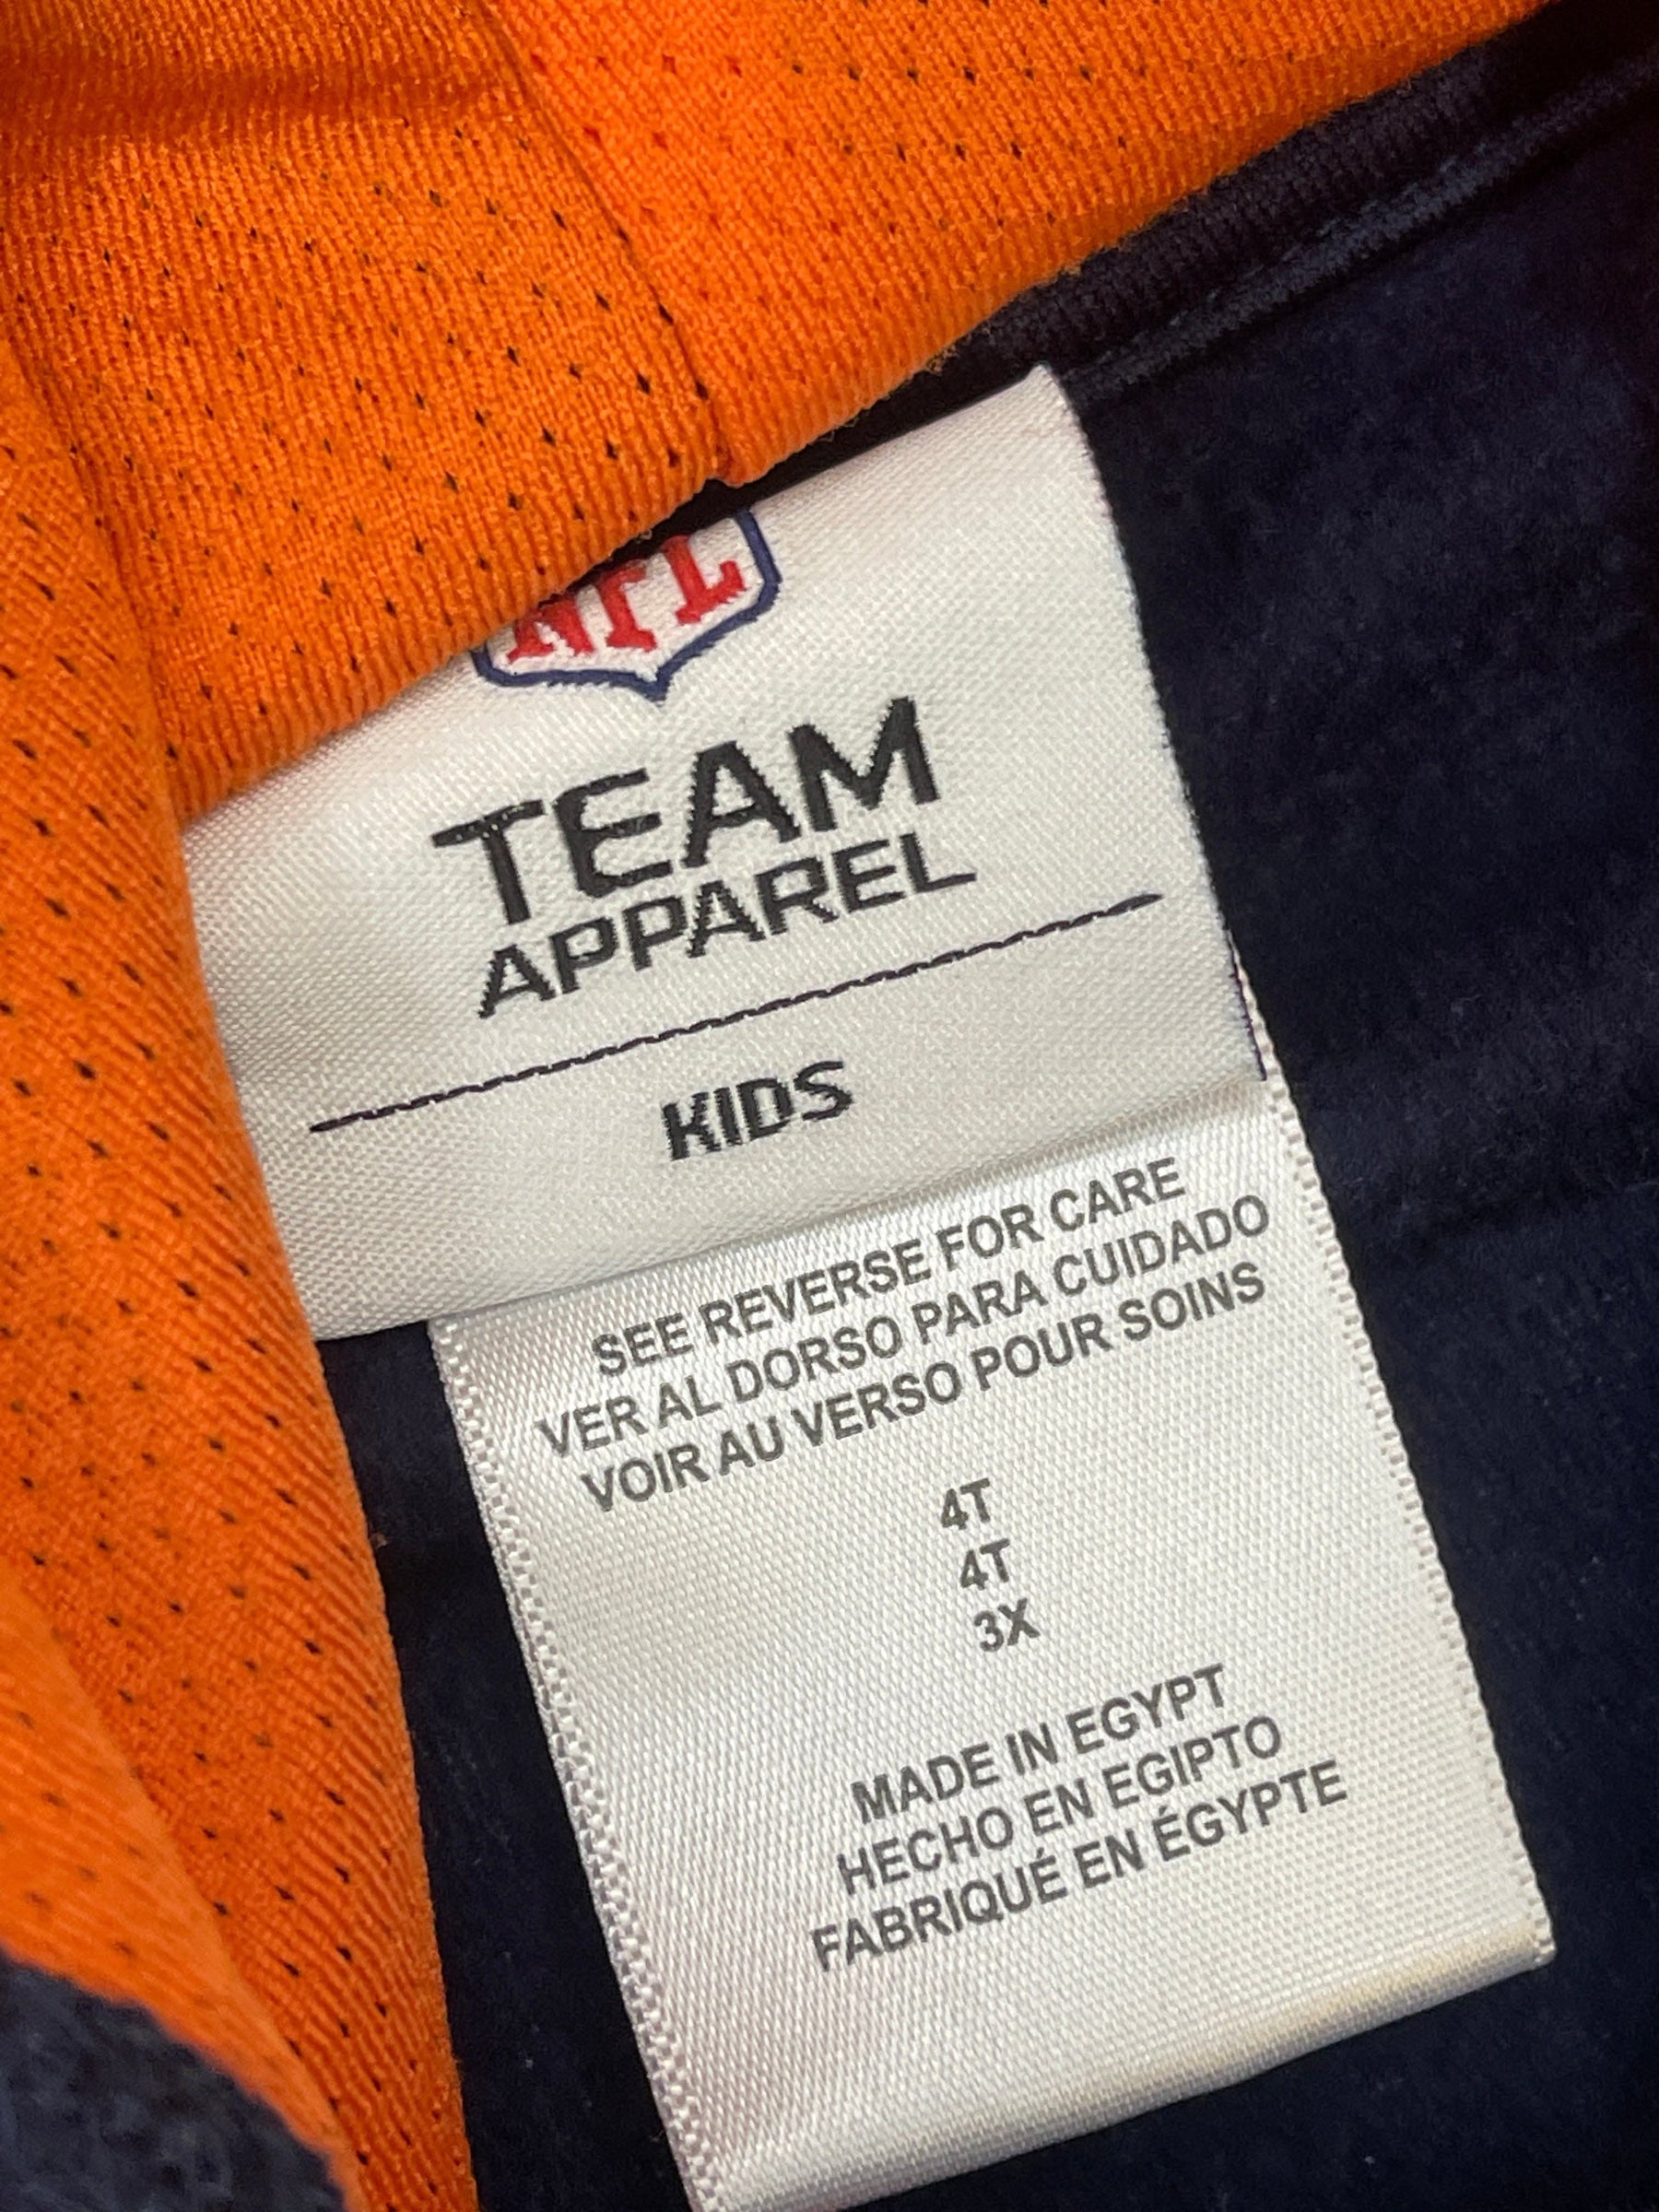 NFL
TEAM
APPAREL
KIDS
SEE REVERSE FOR CARE
VER AL DORSO PARA CUIDADO
VOIR AU VERSO POUR SOINS
4T
4T
3X
MADE IN EGYPT
HECHO EN EGIPTO
FABRIQUÉ EN ÉGYPTE